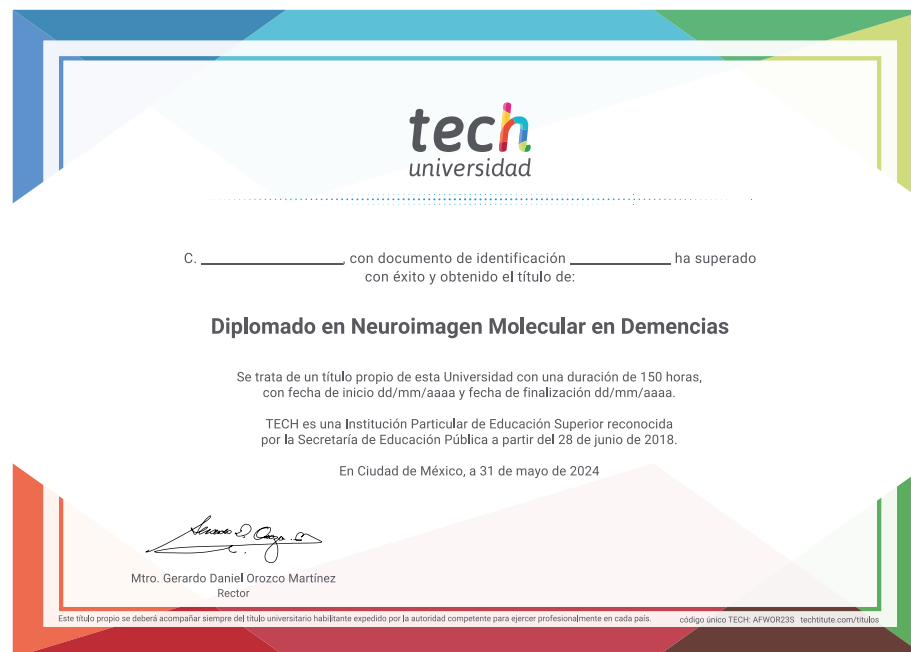 tech
universidad
C. ____________, con documento de identificación ____________ ha superado
con éxito y obtenido el título de:
Diplomado en Neuroimagen Molecular en Demencias
Se trata de un título propio de esta Universidad con una duración de 150 horas,
con fecha de inicio dd/mm/aaaa y fecha de finalización dd/mm/aaaa.
TECH es una Institución Particular de Educación Superior reconocida
por la Secretaría de Educación Pública a partir del 28 de junio de 2018.
En Ciudad de México, a 31 de mayo de 2024
Mtro. Gerardo Daniel Orozco Martínez
Rector
Este título propio se deberá acompañar siempre del título universitario habilitante expedido por la autoridad competente para ejercer profesionalmente en cada país. código único TECH: AFWOR23S techtitute.com/titulos